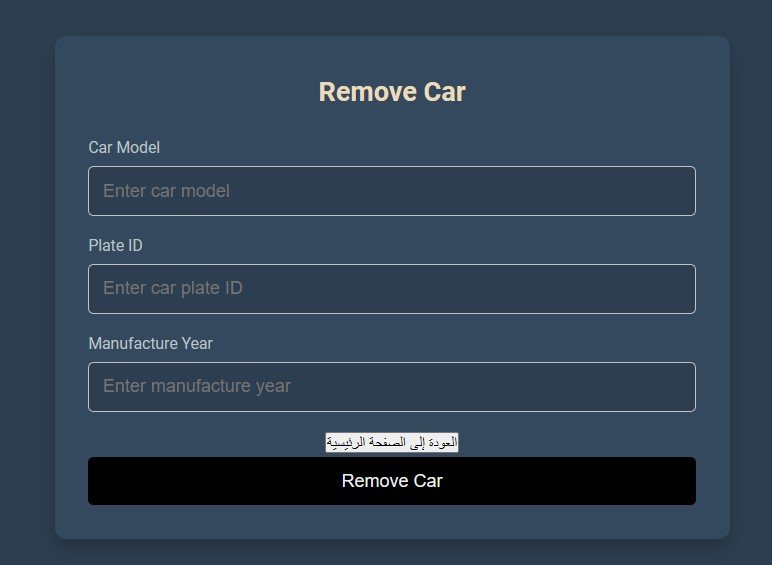 Remove Car
Car Model
Enter car model
Plate ID
Enter car plate ID
Manufacture Year
Enter manufacture year
العودة إلى الصفحة الرئيسية
Remove Car